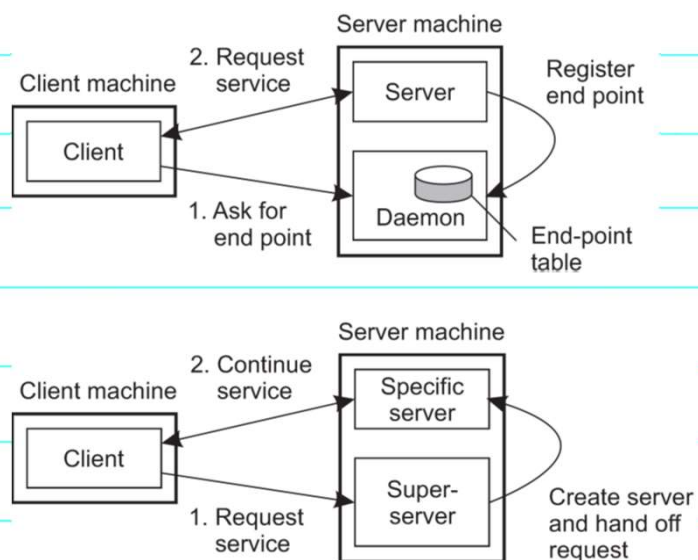 Server machine
2. Request
service
Register
end point
Client machine
Server
Client
1. Ask for
end point
Daemon
End-point
table
Server machine
2. Continue
service
Client machine
Specific
server
Client
Super-
server
1. Request
service
Create server
and hand off
request